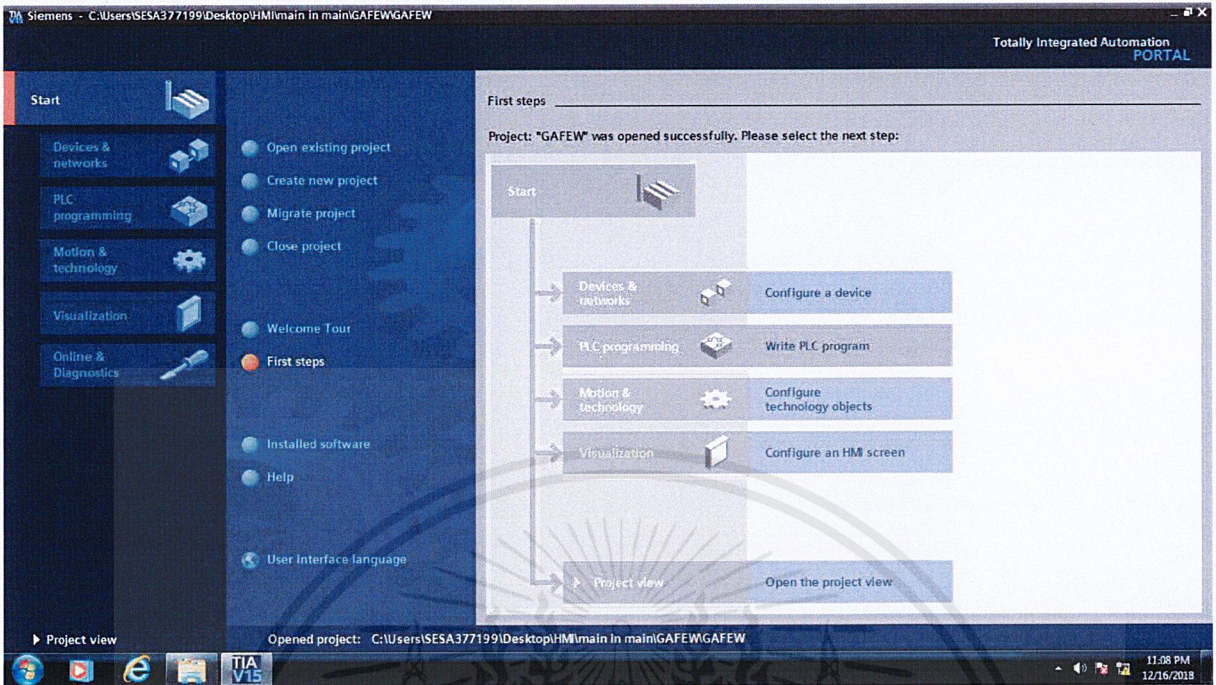 Siemens - C:\Users\SESA377199\Desktop\HMI\main in main\GAFEW\GAFEW
Totally Integrated Automation
PORTAL
Start
Devices &
networks
PLC
programming
Motion &
technology
Visualization
Online &
Diagnostics
Open existing project
Create new project
Migrate project
Close project
Welcome Tour
First steps
Installed software
Help
User interface language
First steps
Project: "GAFEW" was opened successfully. Please select the next step:
Start
Devices &
networks
Configure a device
PLC programming
Write PLC program
Motion &
technology
Configure
technology objects
Visualization
Configure an HMI screen
Project view
Open the project view
Project view
Opened project: C:\Users\SESA377199\Desktop\HMI\main in main\GAFEW\GAFEW
TIA
V15
11:08 PM
12/16/2018